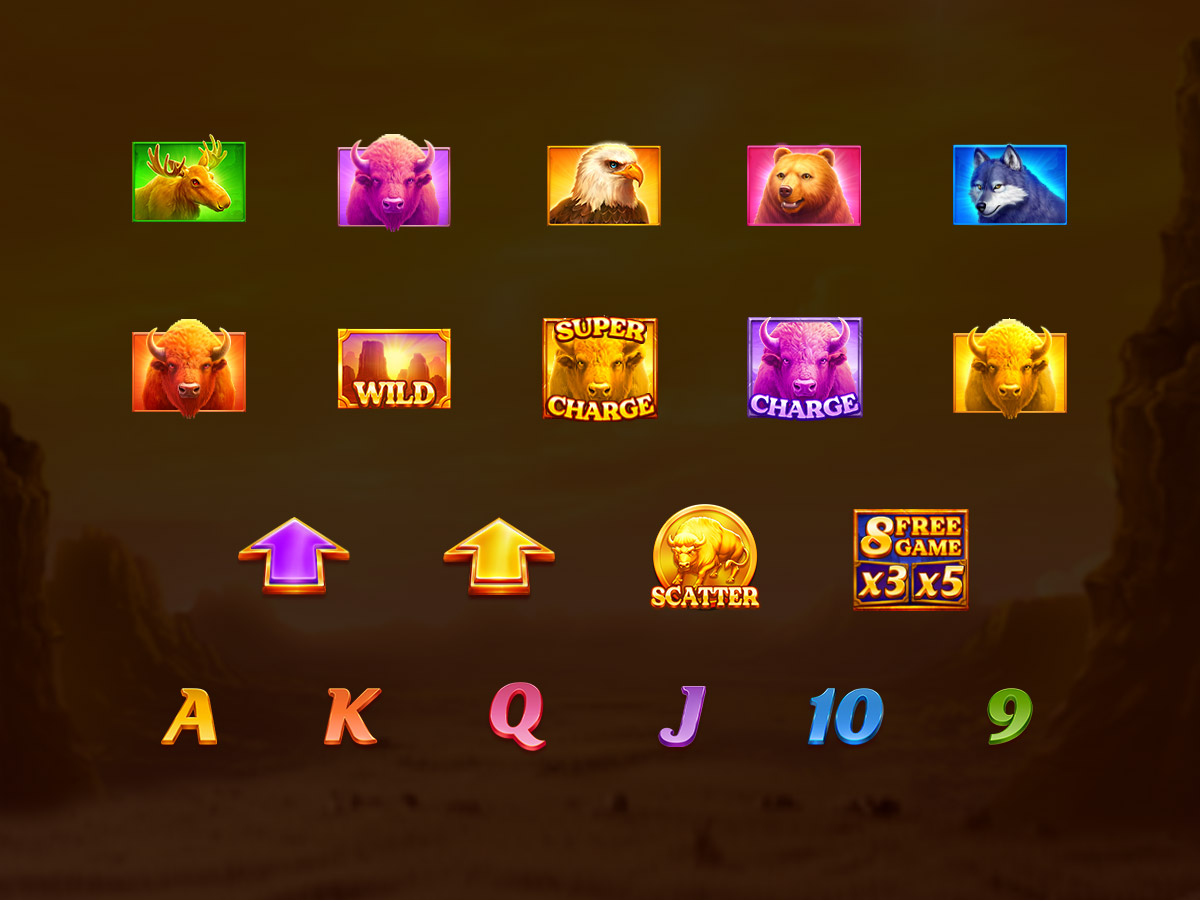 WILD
SUPER
CHARGE
CHARGE
SCATTER
8 FREE
GAME
x3 x5
A K Q J 10 9